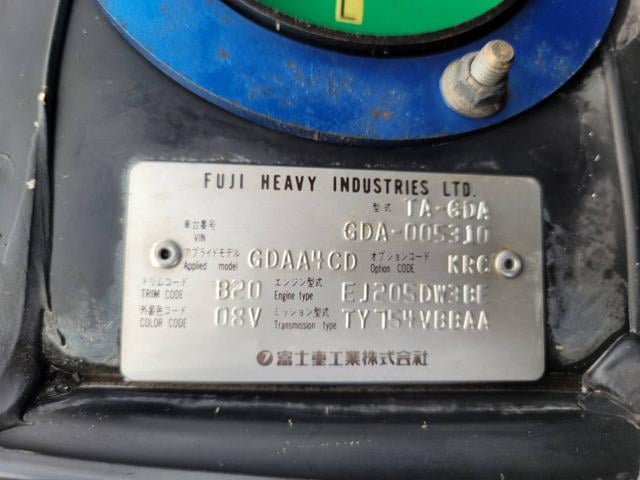 L
FUJI HEAVY INDUSTRIES LTD.
型式 TA-GDA
車台番号 VIN GDA-005310
アプライドモデル Applied model GDAA4CD オプションコード Option CODE KRC
トリムコード TRIM CODE B20 エンジン型式 Engine type EJ205DW3BE
外装色コード COLOR CODE 08V ミッション型式 Transmission type TY754VBBAA
富士重工業株式会社